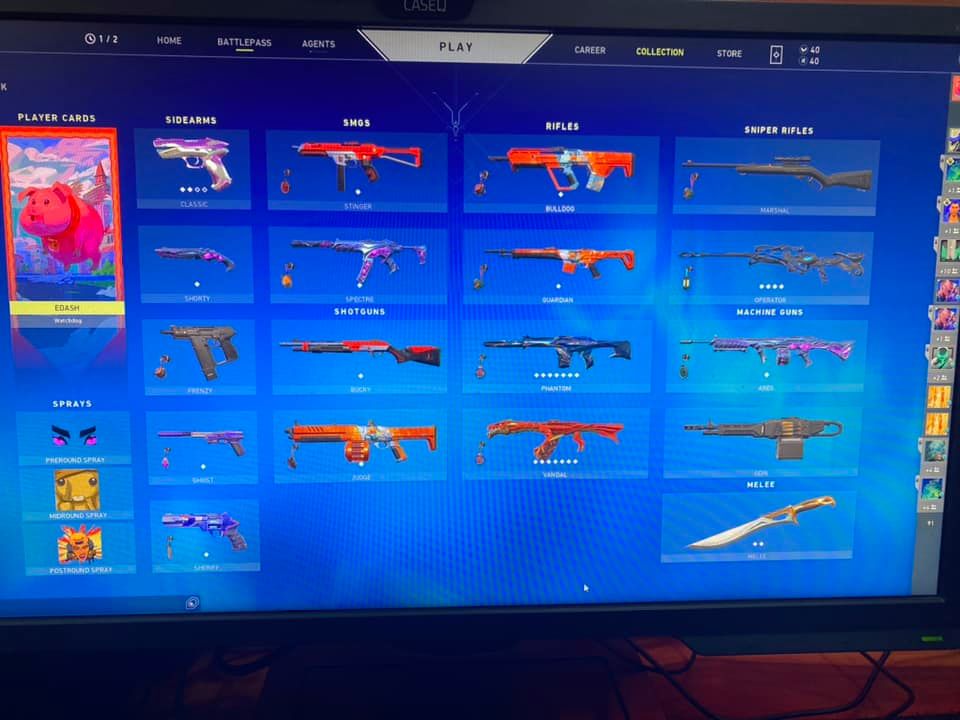 CASEU
1 / 2
HOME
BATTLEPASS
AGENTS
PLAY
CAREER
COLLECTION
STORE
40
40
K
PLAYER CARDS
EDASH
Watchdog
SPRAYS
PREROUND SPRAY
MIDROUND SPRAY
POSTROUND SPRAY
SIDEARMS
CLASSIC
SHORTY
FRENZY
GHOST
SHERIFF
SMGS
STINGER
SPECTRE
SHOTGUNS
BUCKY
JUDGE
RIFLES
BULLDOG
GUARDIAN
PHANTOM
VANDAL
SNIPER RIFLES
MARSHAL
OPERATOR
MACHINE GUNS
ARES
ODIN
MELEE
MELEE